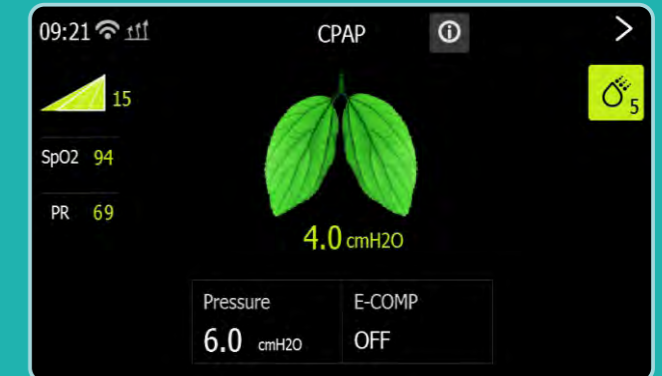 09:21 CPAP
15
5
SpO2 94
PR 69
4.0 cmH2O
Pressure E-COMP
6.0 cmH2O OFF